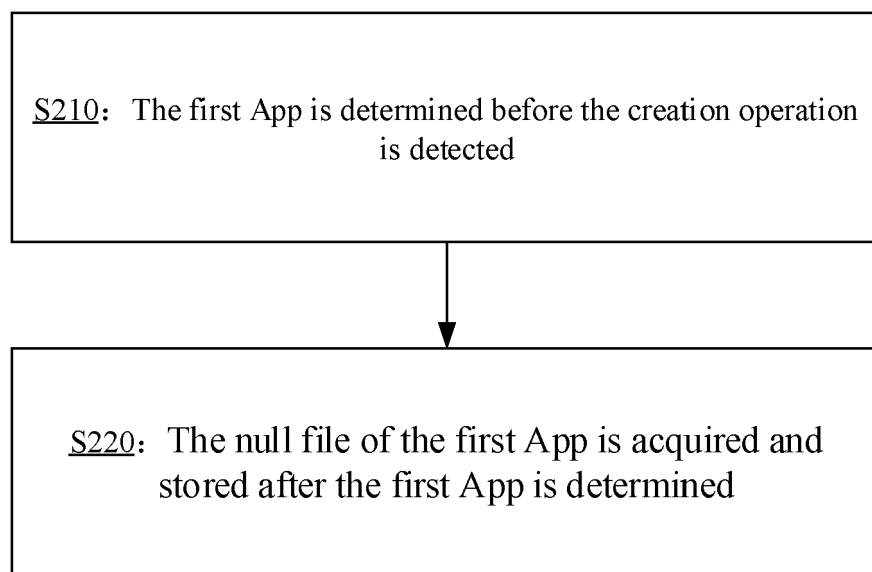 S210： The first App is determined before the creation operation
is detected
S220： The null file of the first App is acquired and
stored after the first App is determined